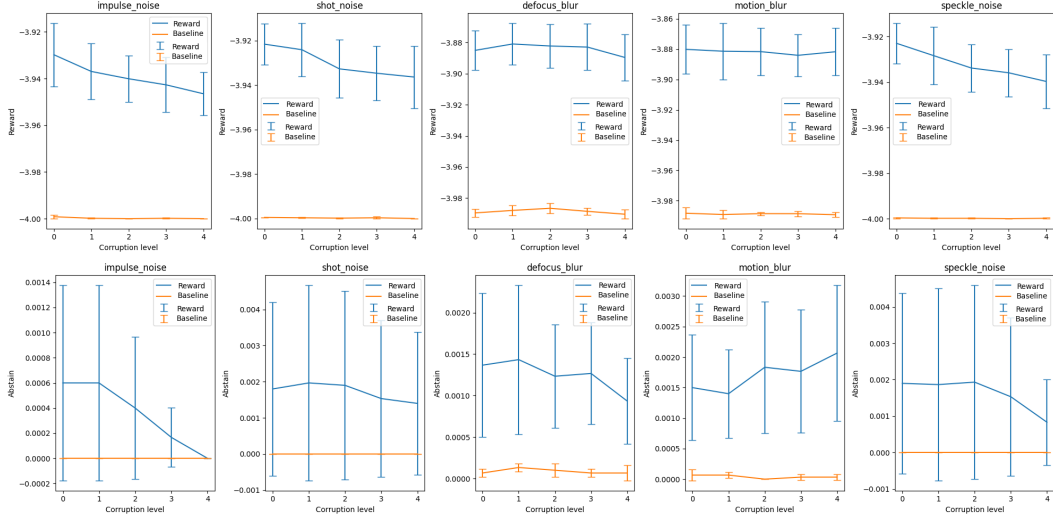 impulse_noise
Reward
Baseline
Reward
Baseline
−3.92
−3.94
−3.96
−3.98
−4.00
Reward
0 1 2 3 4
Corruption level
shot_noise
Reward
Baseline
Reward
Baseline
−3.92
−3.94
−3.96
−3.98
−4.00
Reward
0 1 2 3 4
Corruption level
defocus_blur
Reward
Baseline
Reward
Baseline
−3.88
−3.90
−3.92
−3.94
−3.96
−3.98
Reward
0 1 2 3 4
Corruption level
motion_blur
Reward
Baseline
Reward
Baseline
−3.88
−3.90
−3.92
−3.94
−3.96
−3.98
Reward
0 1 2 3 4
Corruption level
speckle_noise
Reward
Baseline
Reward
Baseline
−3.92
−3.94
−3.96
−3.98
−4.00
Reward
0 1 2 3 4
Corruption level
impulse_noise
Reward
Baseline
Reward
Baseline
0.0014
0.0012
0.0010
0.0008
0.0006
0.0004
0.0002
0.0000
−0.0002
Abstain
0 1 2 3 4
Corruption level
shot_noise
Reward
Baseline
Reward
Baseline
0.004
0.003
0.002
0.001
0.000
−0.001
Abstain
0 1 2 3 4
Corruption level
defocus_blur
Reward
Baseline
Reward
Baseline
0.0020
0.0015
0.0010
0.0005
0.0000
Abstain
0 1 2 3 4
Corruption level
motion_blur
Reward
Baseline
Reward
Baseline
0.0030
0.0025
0.0020
0.0015
0.0010
0.0005
0.0000
Abstain
0 1 2 3 4
Corruption level
speckle_noise
Reward
Baseline
Reward
Baseline
0.004
0.003
0.002
0.001
0.000
−0.001
Abstain
0 1 2 3 4
Corruption level